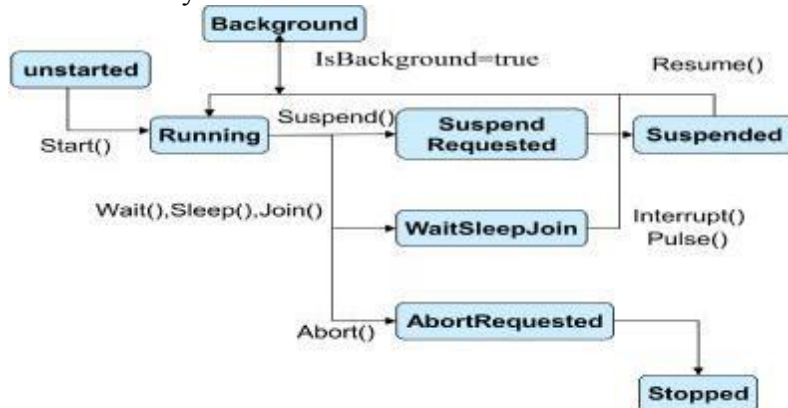 Background
IsBackground=true
Resume()
unstarted
Start()
Running
Suspend()
Suspend
Requested
Suspended
Wait(),Sleep(),Join()
WaitSleepJoin
Interrupt()
Pulse()
Abort()
AbortRequested
Stopped